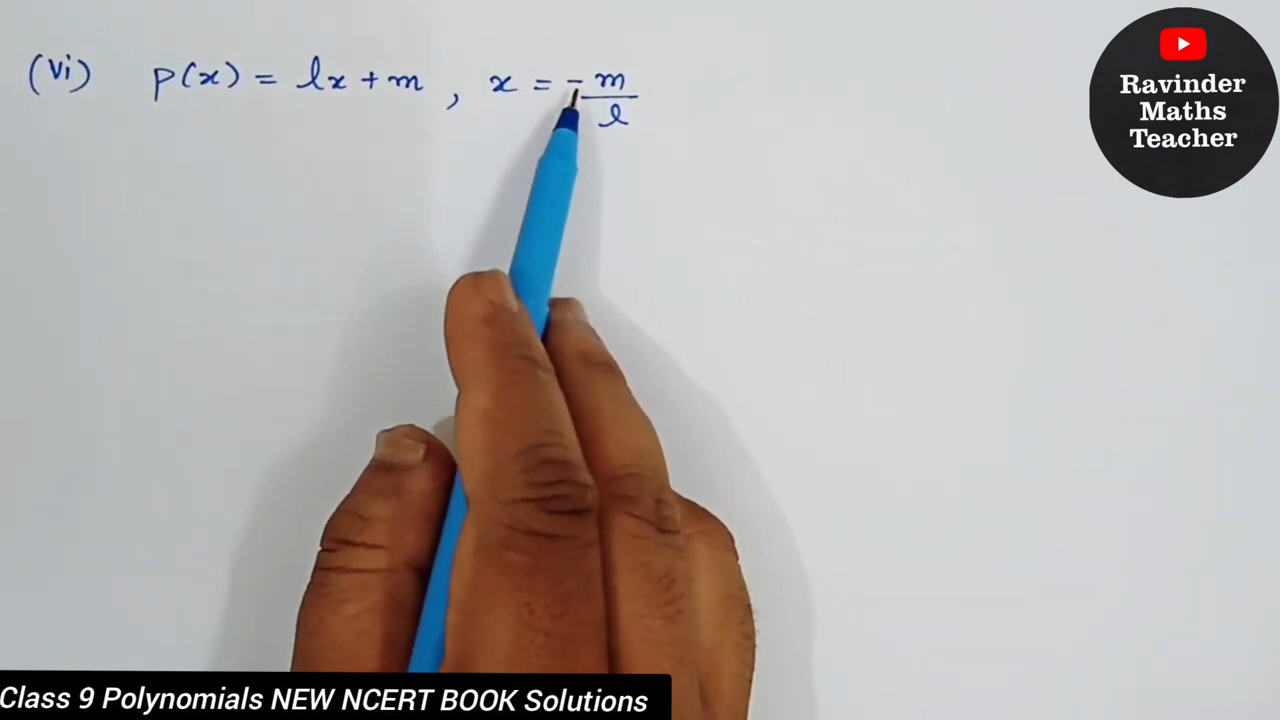 (vi) p(x) = lx + m , x = -m/l
Ravinder
Maths
Teacher
Class 9 Polynomials NEW NCERT BOOK Solutions